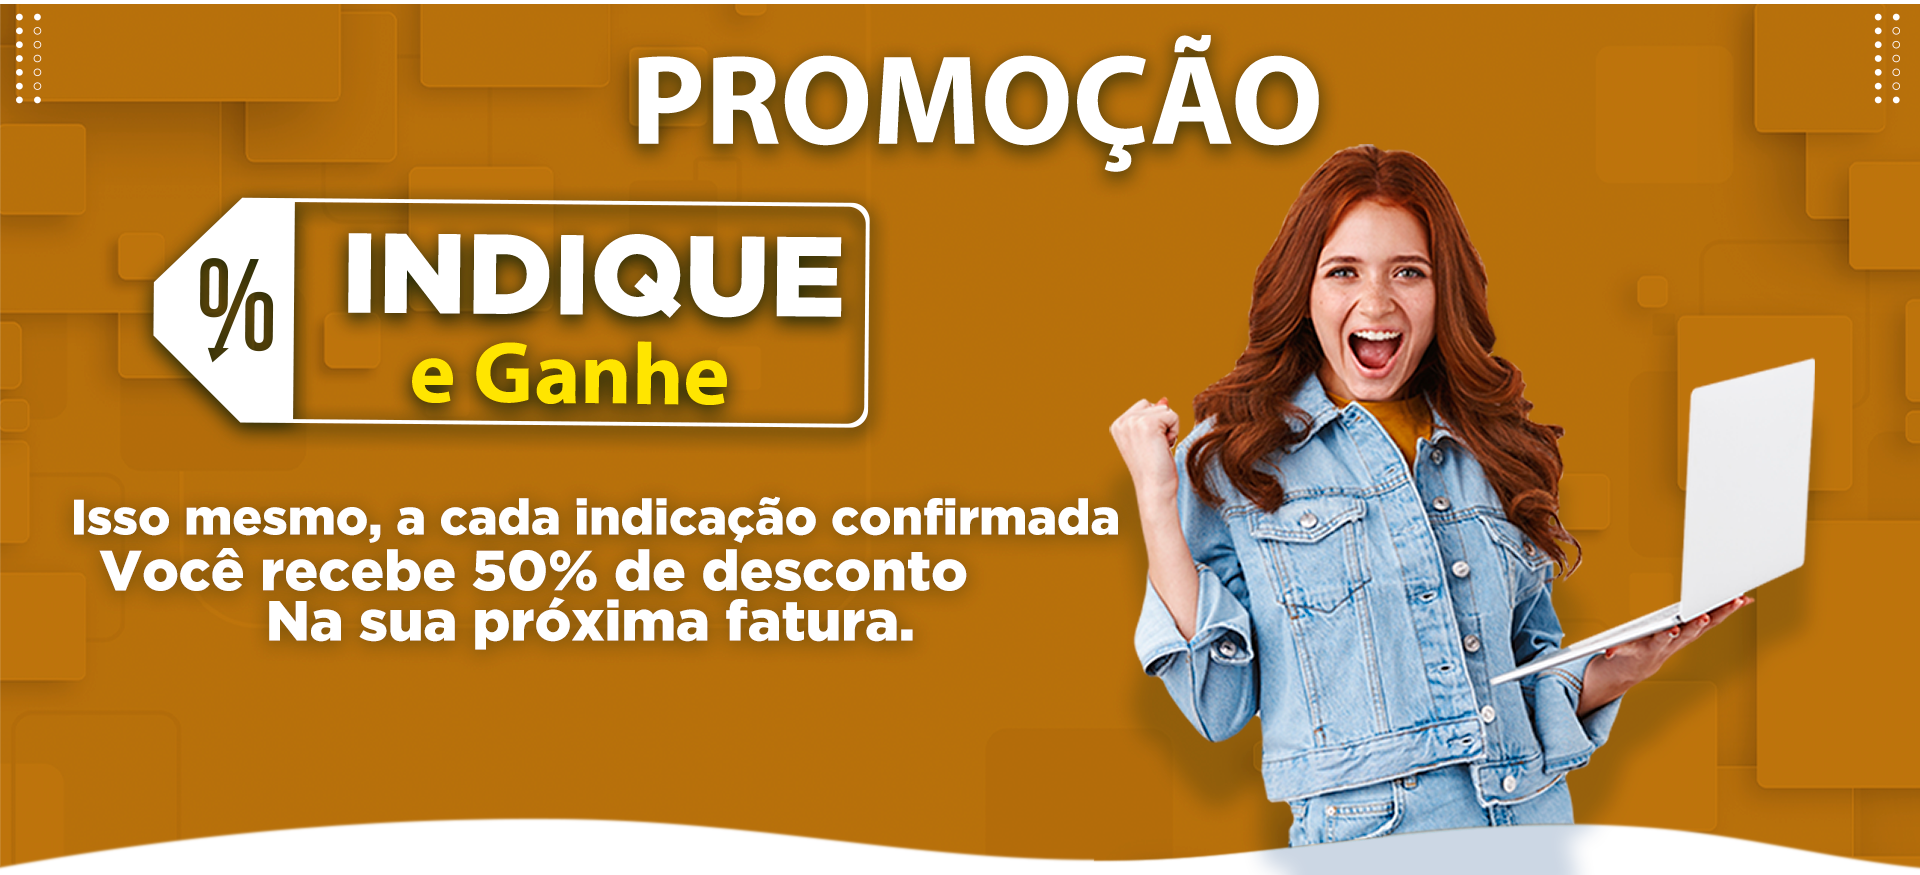 PROMOÇÃO
%
INDIQUE
e Ganhe
Isso mesmo, a cada indicação confirmada
Você recebe 50% de desconto
Na sua próxima fatura.